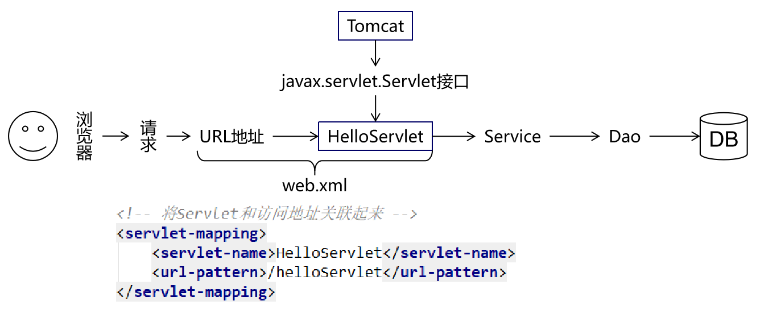 Tomcat
javax.servlet.Servlet接口
浏览器
请求
URL地址
HelloServlet
Service
Dao
DB
web.xml
<!-- 将Servlet和访问地址关联起来 -->
<servlet-mapping>
    <servlet-name>HelloServlet</servlet-name>
    <url-pattern>/helloServlet</url-pattern>
</servlet-mapping>